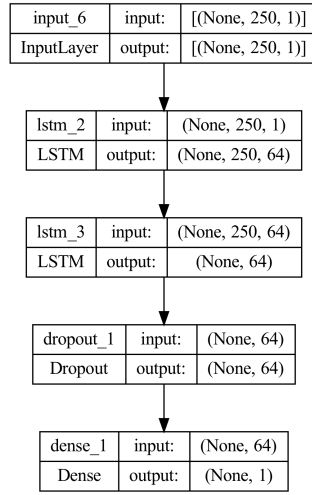 input_6 input: [(None, 250, 1)]
InputLayer output: [(None, 250, 1)]
lstm_2 input: (None, 250, 1)
LSTM output: (None, 250, 64)
lstm_3 input: (None, 250, 64)
LSTM output: (None, 64)
dropout_1 input: (None, 64)
Dropout output: (None, 64)
dense_1 input: (None, 64)
Dense output: (None, 1)